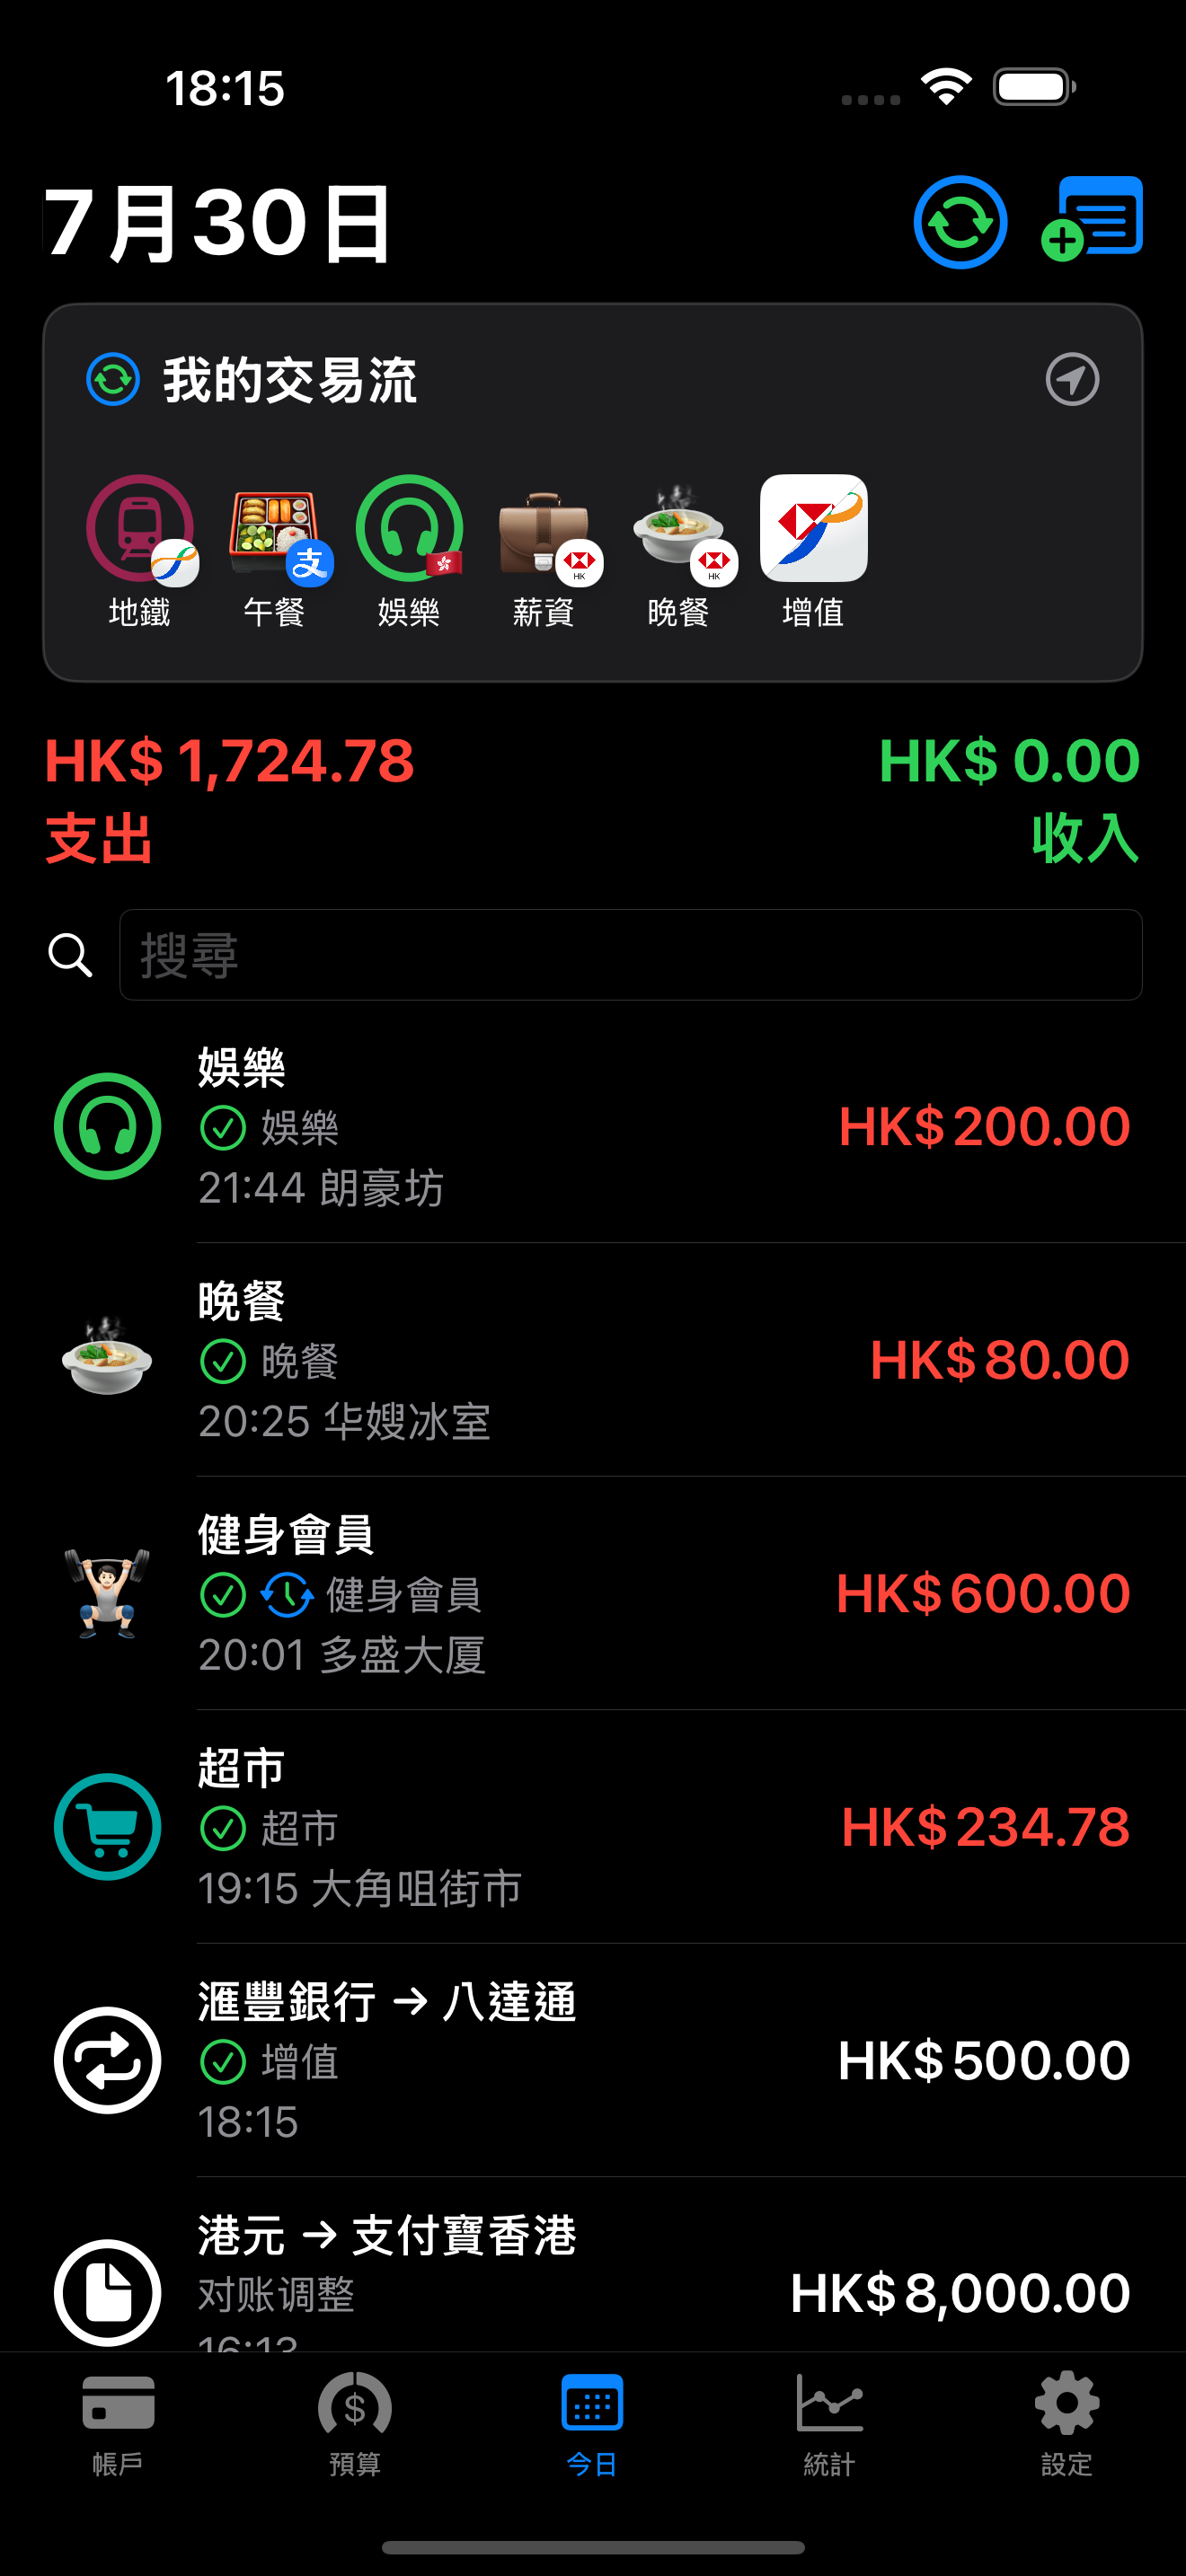 18:15
7月30日
我的交易流
支
HK
HK
地鐵
午餐
娛樂
薪資
晚餐
增值
HK$ 1,724.78
HK$ 0.00
支出
收入
搜尋
娛樂
娛樂
HK$ 200.00
21:44 朗豪坊
晚餐
晚餐
HK$ 80.00
20:25 华嫂冰室
健身會員
健身會員
HK$ 600.00
20:01 多盛大厦
超市
超市
HK$ 234.78
19:15 大角咀街市
滙豐銀行 → 八達通
增值
HK$ 500.00
18:15
港元 → 支付寶香港
对账调整
HK$ 8,000.00
16:13
帳戶
預算
今日
統計
設定